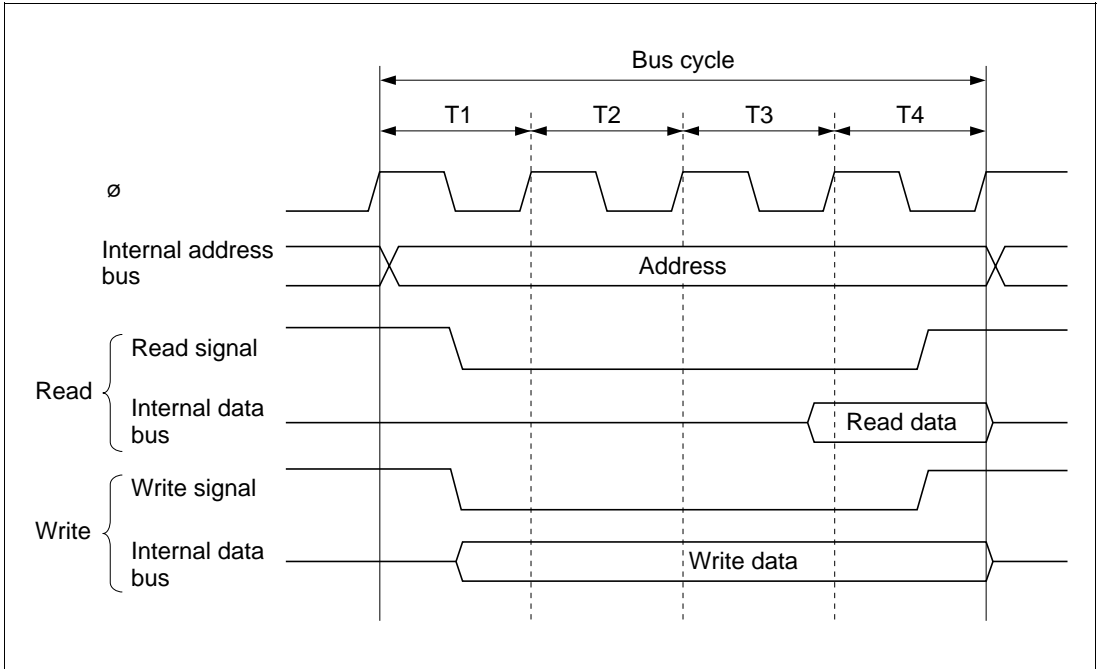 Bus cycle
T1 T2 T3 T4
ø
Internal address
bus
Address
Read
Read signal
Internal data
bus
Read data
Write
Write signal
Internal data
bus
Write data